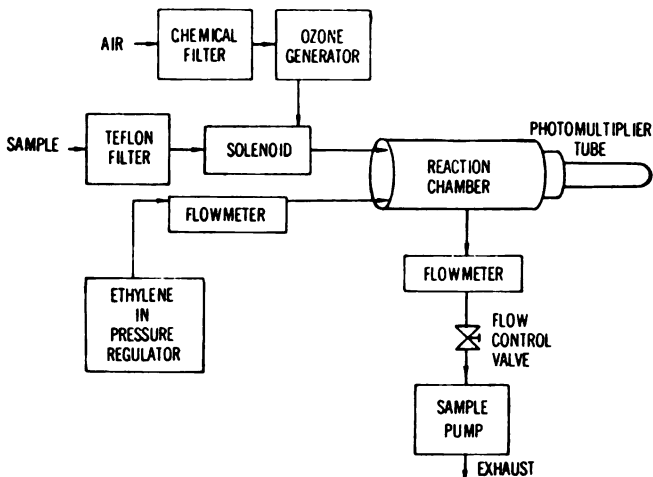 AIR
CHEMICAL
FILTER
OZONE
GENERATOR
SAMPLE
TEFLON
FILTER
SOLENOID
REACTION
CHAMBER
PHOTOMULTIPLIER
TUBE
FLOWMETER
ETHYLENE
IN
PRESSURE
REGULATOR
FLOWMETER
FLOW
CONTROL
VALVE
SAMPLE
PUMP
EXHAUST